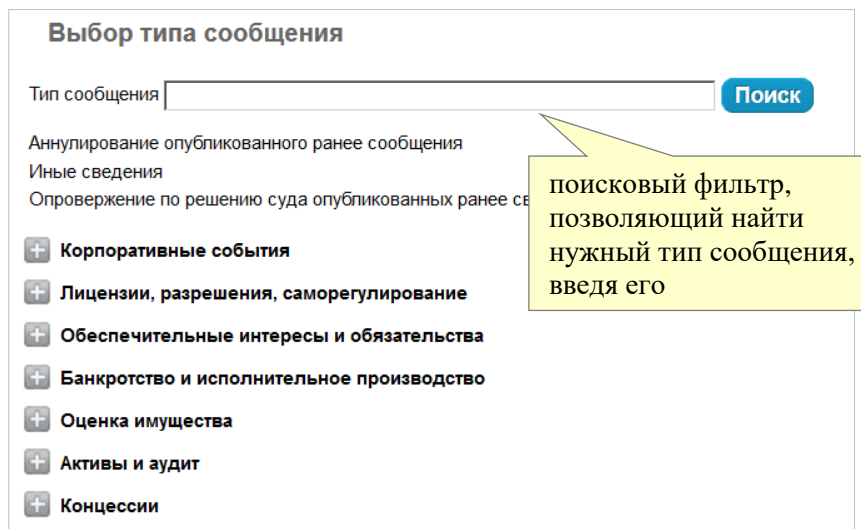 Выбор типа сообщения
Тип сообщения
Поиск
Аннулирование опубликованного ранее сообщения
Иные сведения
Опровержение по решению суда опубликованных ранее св
поисковый фильтр,
позволяющий найти
нужный тип сообщения,
введя его
Корпоративные события
Лицензии, разрешения, саморегулирование
Обеспечительные интересы и обязательства
Банкротство и исполнительное производство
Оценка имущества
Активы и аудит
Концессии